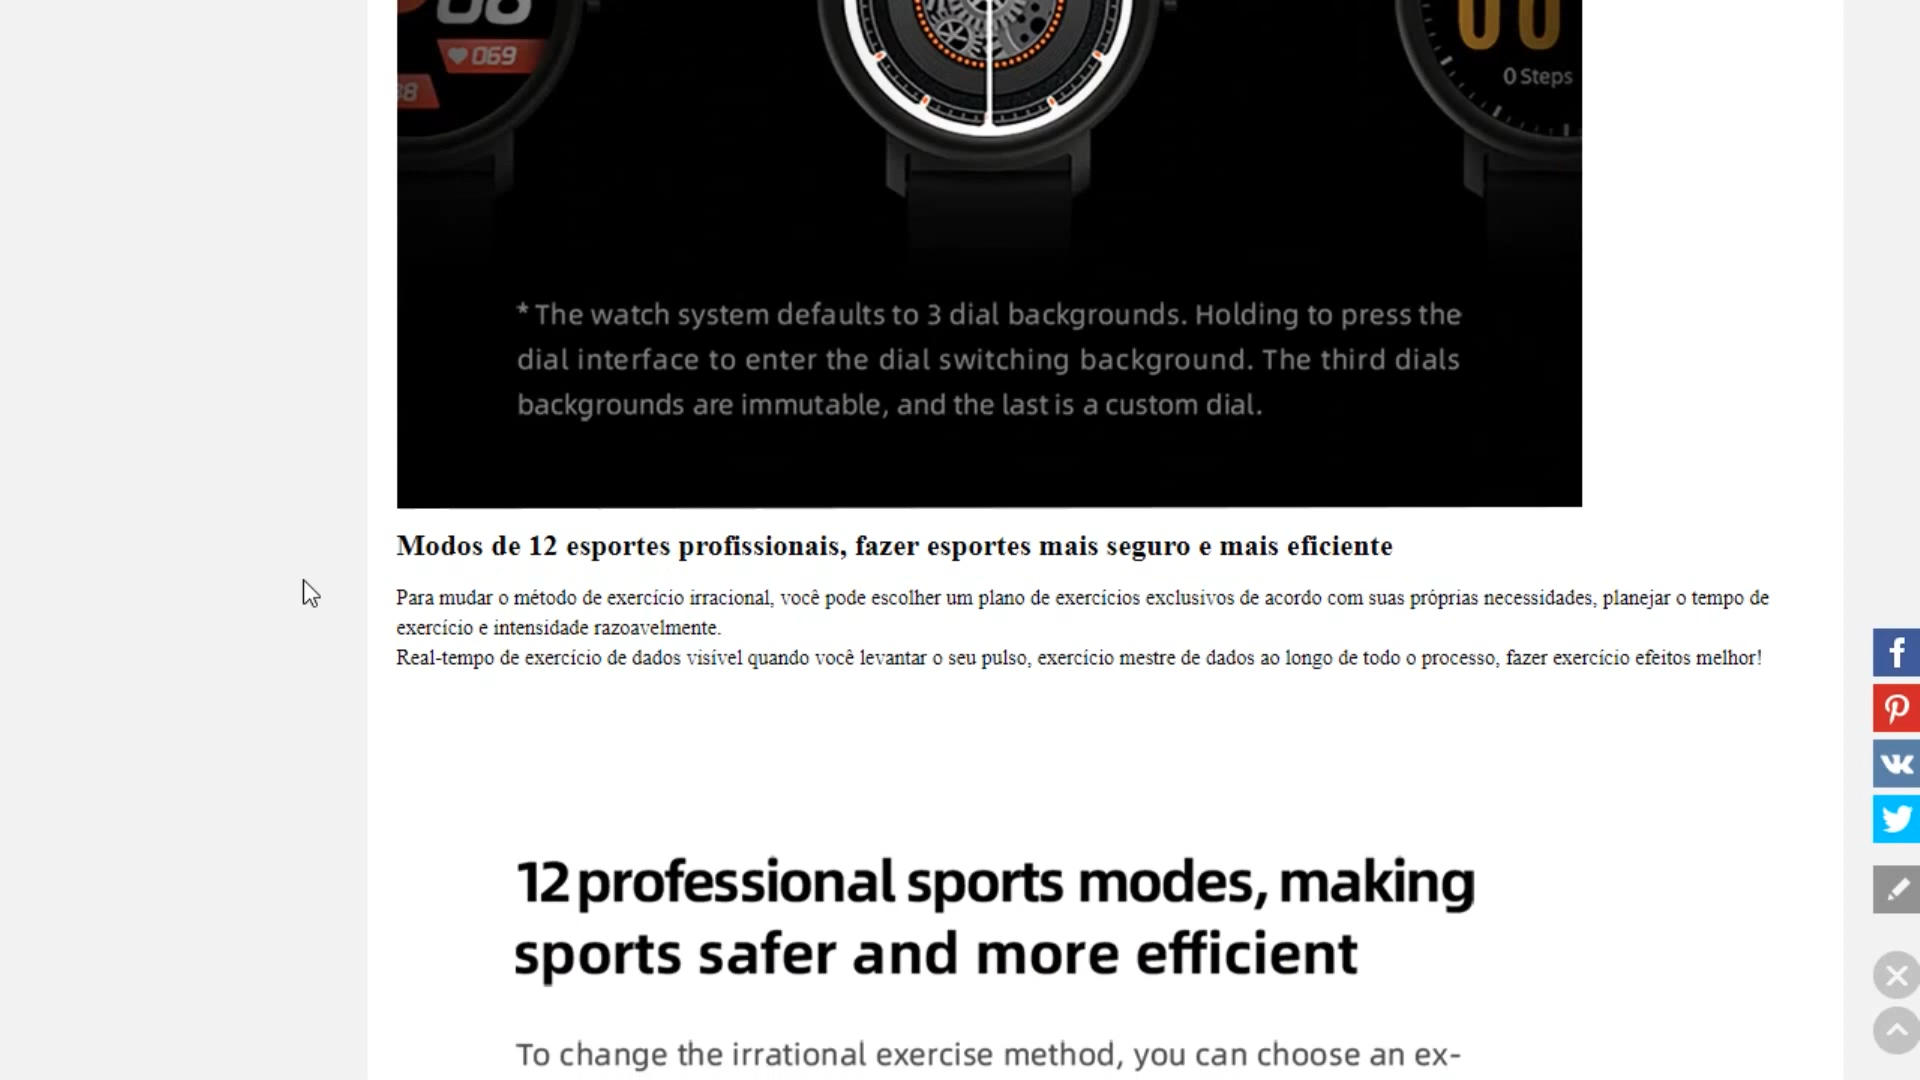 08
069
38
00
0 Steps
* The watch system defaults to 3 dial backgrounds. Holding to press the
dial interface to enter the dial switching background. The third dials
backgrounds are immutable, and the last is a custom dial.
Modos de 12 esportes profissionais, fazer esportes mais seguro e mais eficiente
Para mudar o método de exercício irracional, você pode escolher um plano de exercícios exclusivos de acordo com suas próprias necessidades, planejar o tempo de
exercício e intensidade razoavelmente.
Real-tempo de exercício de dados visível quando você levantar o seu pulso, exercício mestre de dados ao longo de todo o processo, fazer exercício efeitos melhor!
12 professional sports modes, making
sports safer and more efficient
To change the irrational exercise method, you can choose an ex-